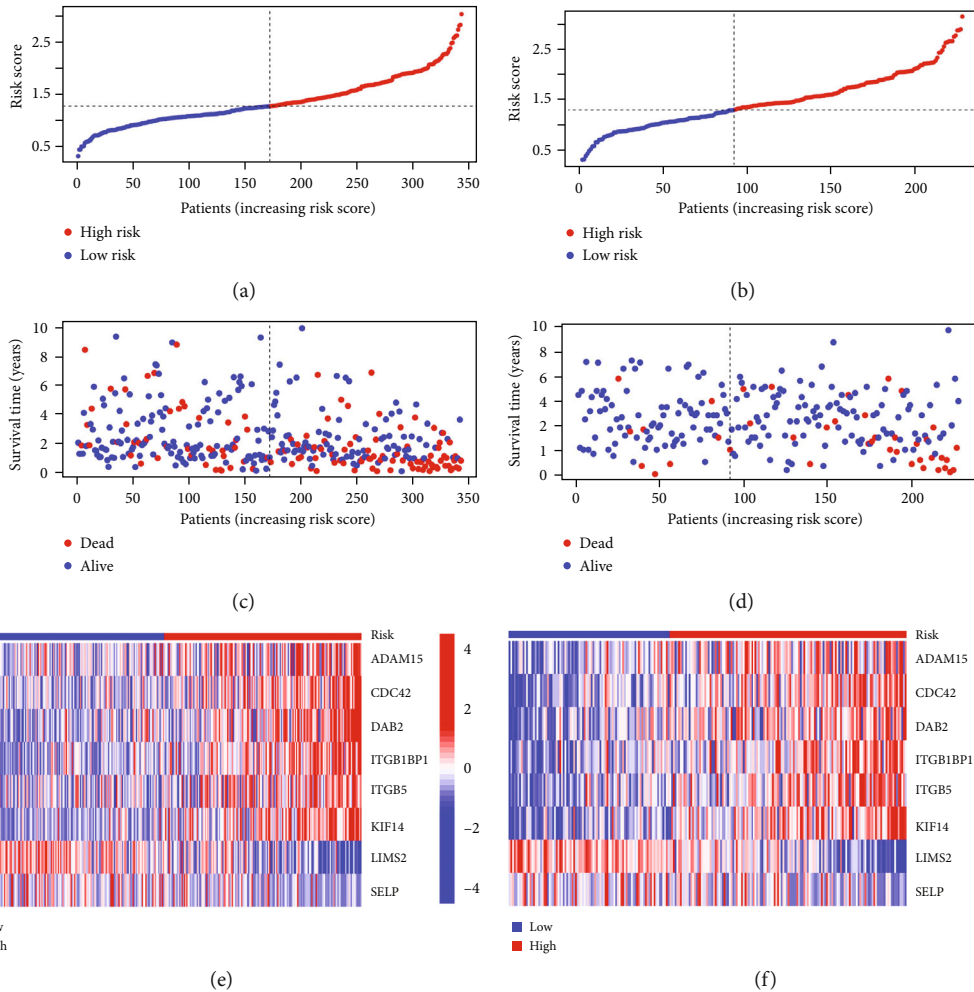 Risk score
2.5
1.5
0.5
0 50 100 150 200 250 300 350
Patients (increasing risk score)
High risk
Low risk
(a)
Risk score
2.5
1.5
0.5
0 50 100 150 200
Patients (increasing risk score)
High risk
Low risk
(b)
Survival time (years)
10
8
6
4
2
0
0 50 100 150 200 250 300 350
Patients (increasing risk score)
Dead
Alive
(c)
Survival time (years)
10
8
6
4
2
1
0
0 50 100 150 200
Patients (increasing risk score)
Dead
Alive
(d)
Risk
ADAM15
CDC42
DAB2
ITGB1BP1
ITGB5
KIF14
LIMS2
SELP
4
2
0
−2
−4
(e)
Risk
ADAM15
CDC42
DAB2
ITGB1BP1
ITGB5
KIF14
LIMS2
SELP
Low
High
(f)